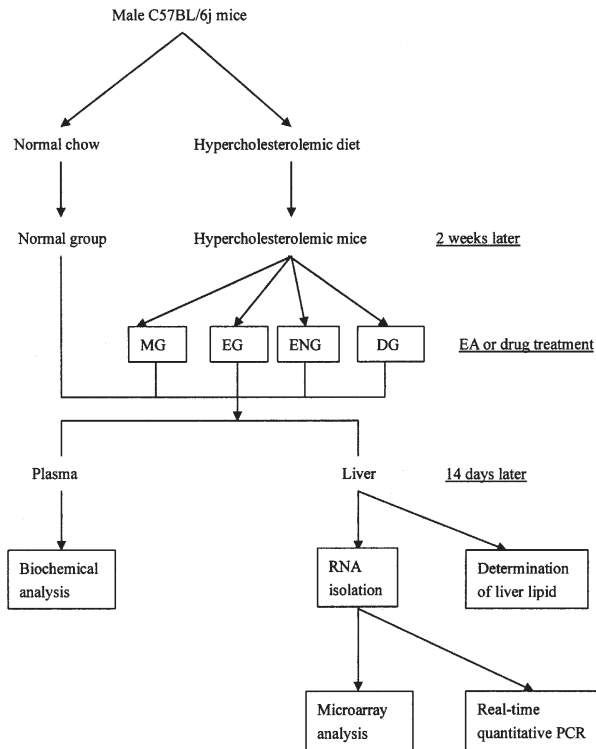 Male C57BL/6j mice
Normal chow
Hypercholesterolemic diet
Normal group
Hypercholesterolemic mice
2 weeks later
MG
EG
ENG
DG
EA or drug treatment
Plasma
Liver
14 days later
Biochemical
analysis
RNA
isolation
Determination
of liver lipid
Microarray
analysis
Real-time
quantitative PCR